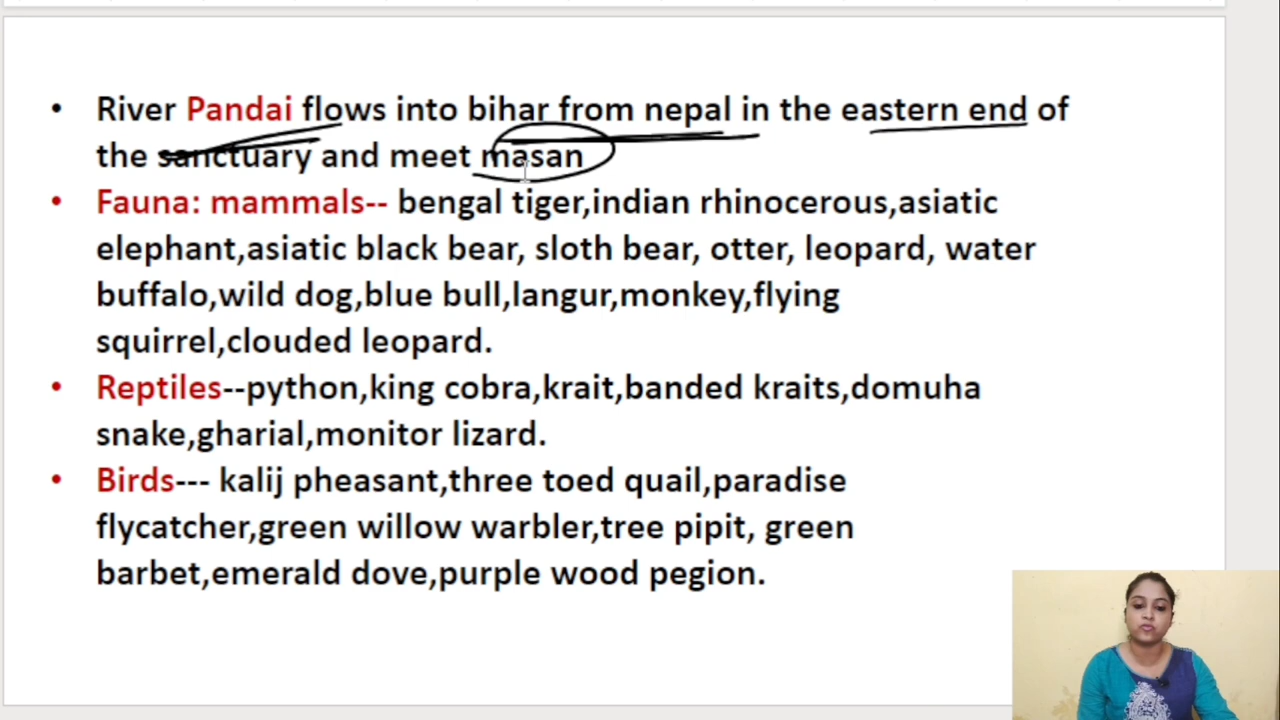 • River Pandai flows into bihar from nepal in the eastern end of
the sanctuary and meet masan
• Fauna: mammals-- bengal tiger,indian rhinocerous,asiatic
elephant,asiatic black bear, sloth bear, otter, leopard, water
buffalo,wild dog,blue bull,langur,monkey,flying
squirrel,clouded leopard.
• Reptiles--python,king cobra,krait,banded kraits,domuha
snake,gharial,monitor lizard.
• Birds--- kalij pheasant,three toed quail,paradise
flycatcher,green willow warbler,tree pipit, green
barbet,emerald dove,purple wood pegion.